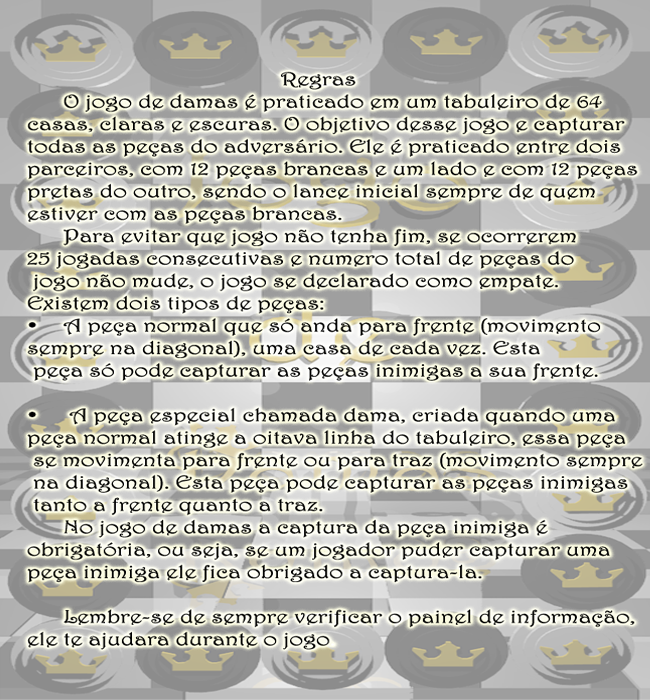 Regras
O jogo de damas é praticado em um tabuleiro de 64
casas, claras e escuras. O objetivo desse jogo e capturar
todas as peças do adversário. Ele é praticado entre dois
parceiros, com 12 peças brancas e um lado e com 12 peças
pretas do outro, sendo o lance inicial sempre de quem
estiver com as peças brancas.
Para evitar que jogo não tenha fim, se ocorrerem
25 jogadas consecutivas e numero total de peças do
jogo não mude, o jogo se declarado como empate.
Existem dois tipos de peças:
• A peça normal que só anda para frente (movimento
sempre na diagonal), uma casa de cada vez. Esta
peça só pode capturar as peças inimigas a sua frente.
• A peça especial chamada dama, criada quando uma
peça normal atinge a oitava linha do tabuleiro, essa peça
se movimenta para frente ou para traz (movimento sempre
na diagonal). Esta peça pode capturar as peças inimigas
tanto a frente quanto a traz.
No jogo de damas a captura da peça inimiga é
obrigatória, ou seja, se um jogador puder capturar uma
peça inimiga ele fica obrigado a captura-la.
Lembre-se de sempre verificar o painel de informação,
ele te ajudara durante o jogo